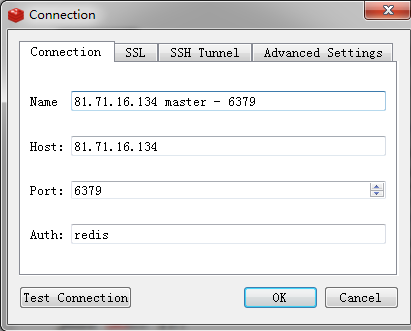 Connection
Connection SSL SSH Tunnel Advanced Settings
Name 81.71.16.134 master - 6379
Host: 81.71.16.134
Port: 6379
Auth: redis
Test Connection OK Cancel